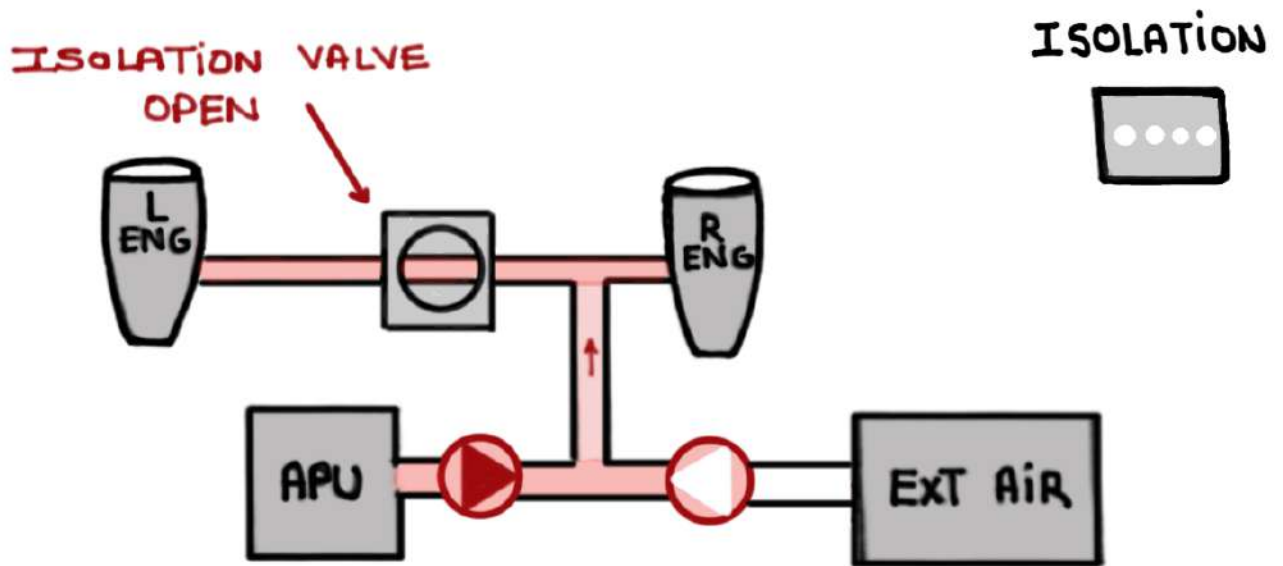 ISOLATiON VALVE
OPEN
ISOLATiON
L
ENG
R
ENG
APU
EXT AiR